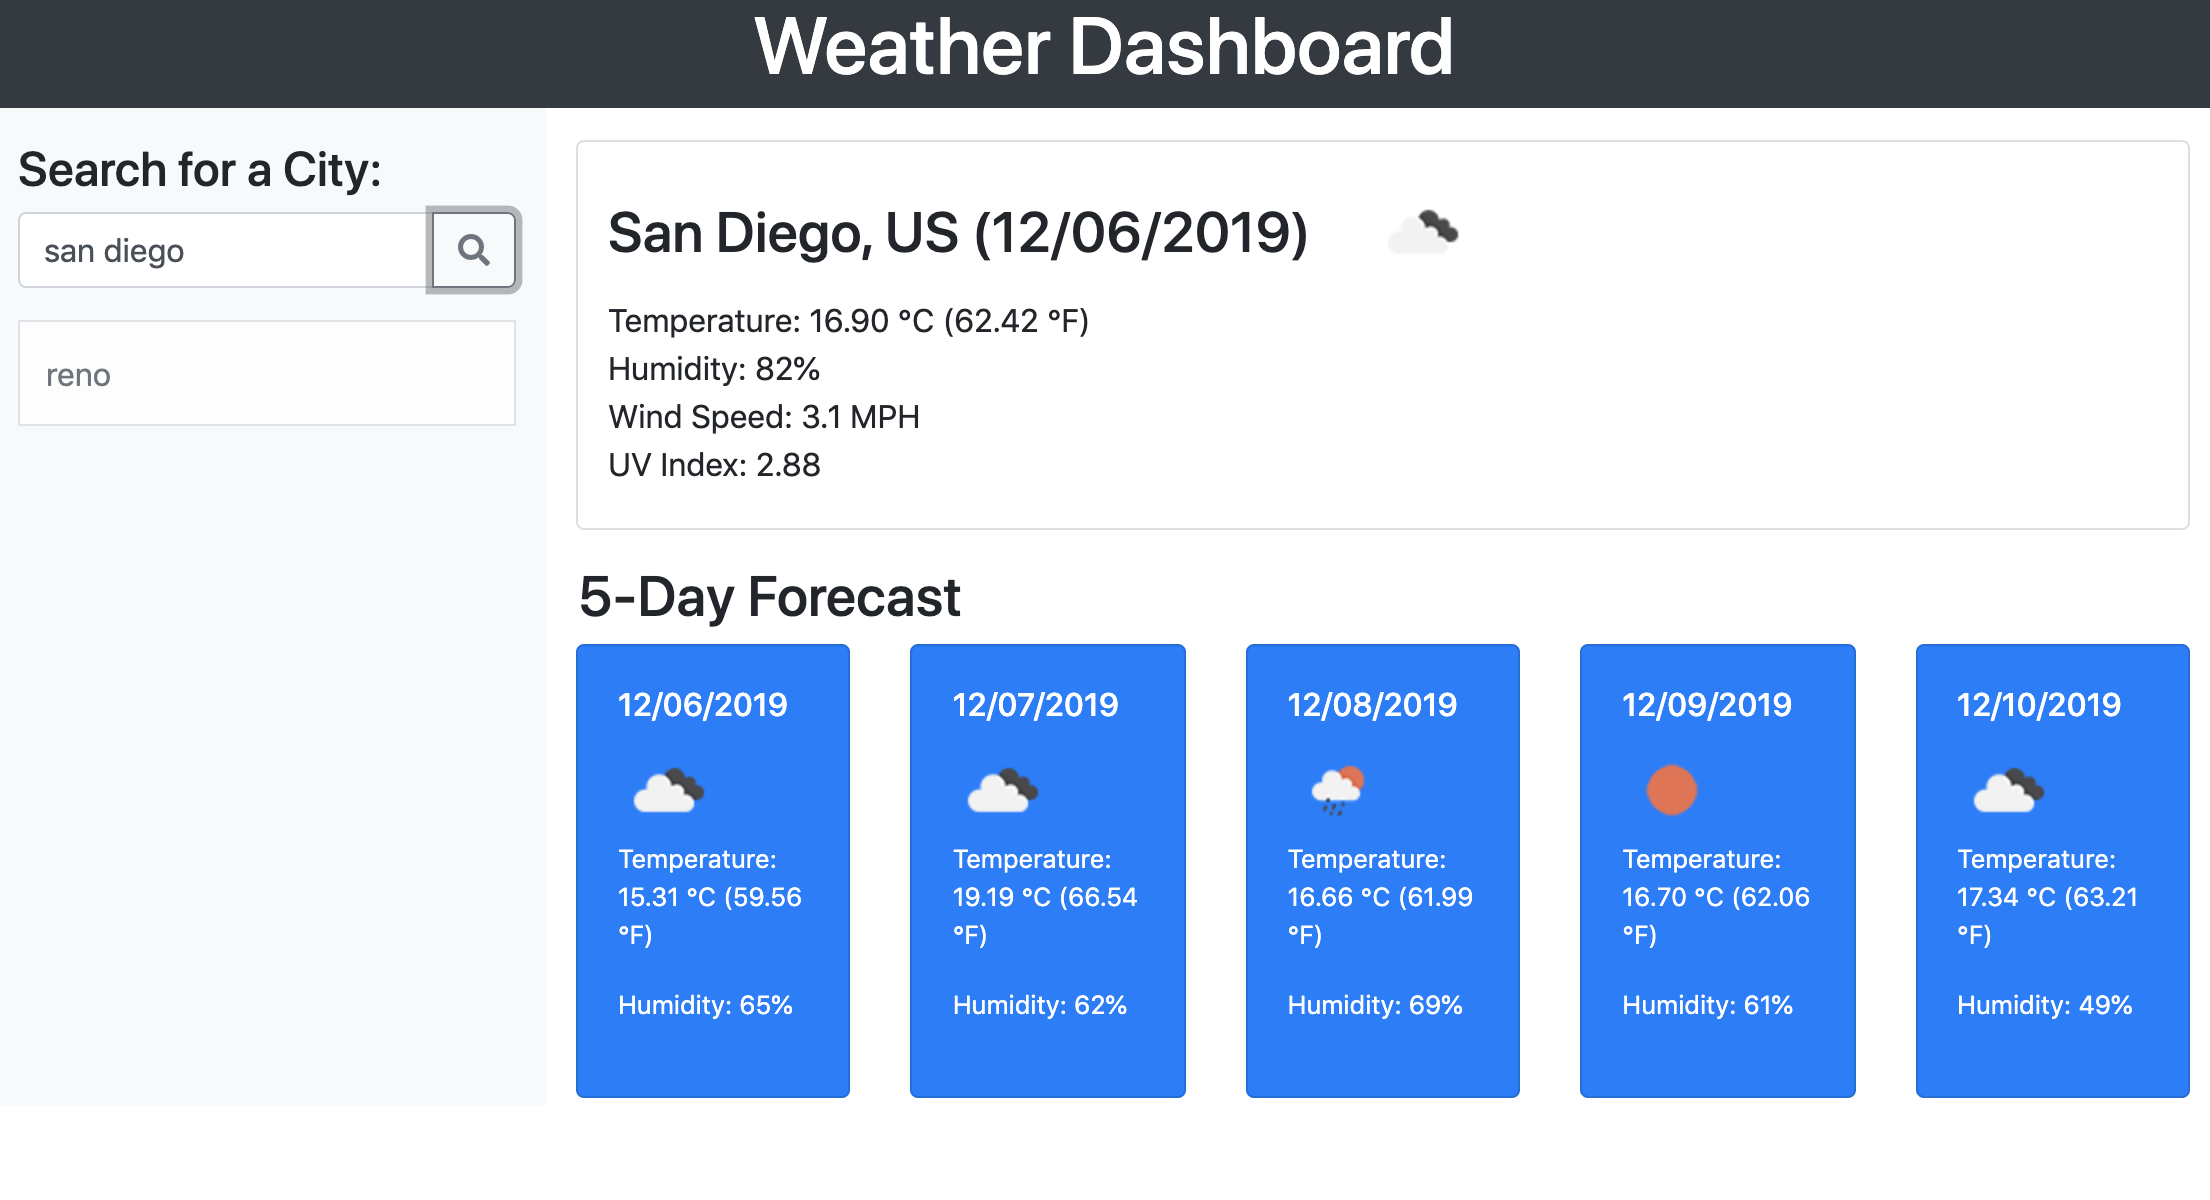 Weather Dashboard
Search for a City:
san diego
reno
San Diego, US (12/06/2019)
Temperature: 16.90 °C (62.42 °F)
Humidity: 82%
Wind Speed: 3.1 MPH
UV Index: 2.88
5-Day Forecast
12/06/2019
Temperature:
15.31 °C (59.56
°F)
Humidity: 65%
12/07/2019
Temperature:
19.19 °C (66.54
°F)
Humidity: 62%
12/08/2019
Temperature:
16.66 °C (61.99
°F)
Humidity: 69%
12/09/2019
Temperature:
16.70 °C (62.06
°F)
Humidity: 61%
12/10/2019
Temperature:
17.34 °C (63.21
°F)
Humidity: 49%